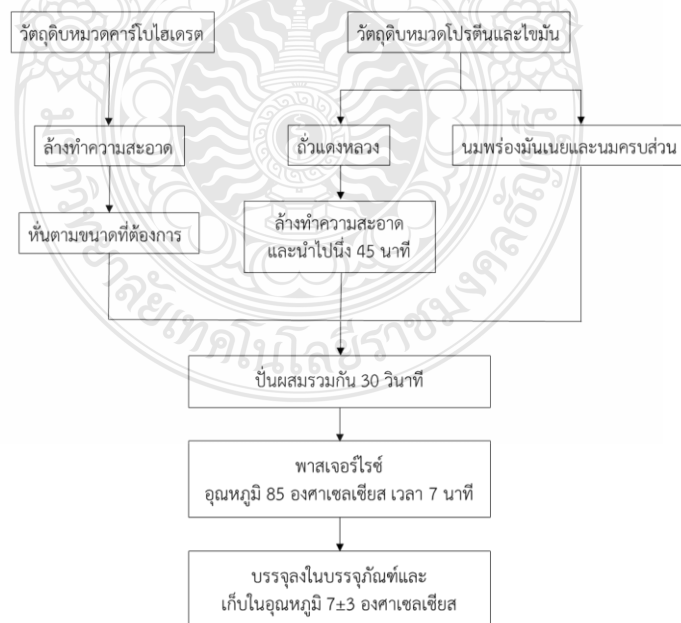 วัตถุดิบหมวดคาร์โบไฮเดรต
วัตถุดิบหมวดโปรตีนและไขมัน
ล้างทำความสะอาด
ถั่วแดงหลวง
นมพร่องมันเนยและนมครบส่วน
หั่นตามขนาดที่ต้องการ
ล้างทำความสะอาด
และนำไปนึ่ง 45 นาที
ปั่นผสมรวมกัน 30 วินาที
พาสเจอร์ไรซ์
อุณหภูมิ 85 องศาเซลเซียส เวลา 7 นาที
บรรจุลงในบรรจุภัณฑ์และ
เก็บในอุณหภูมิ 7±3 องศาเซลเซียส